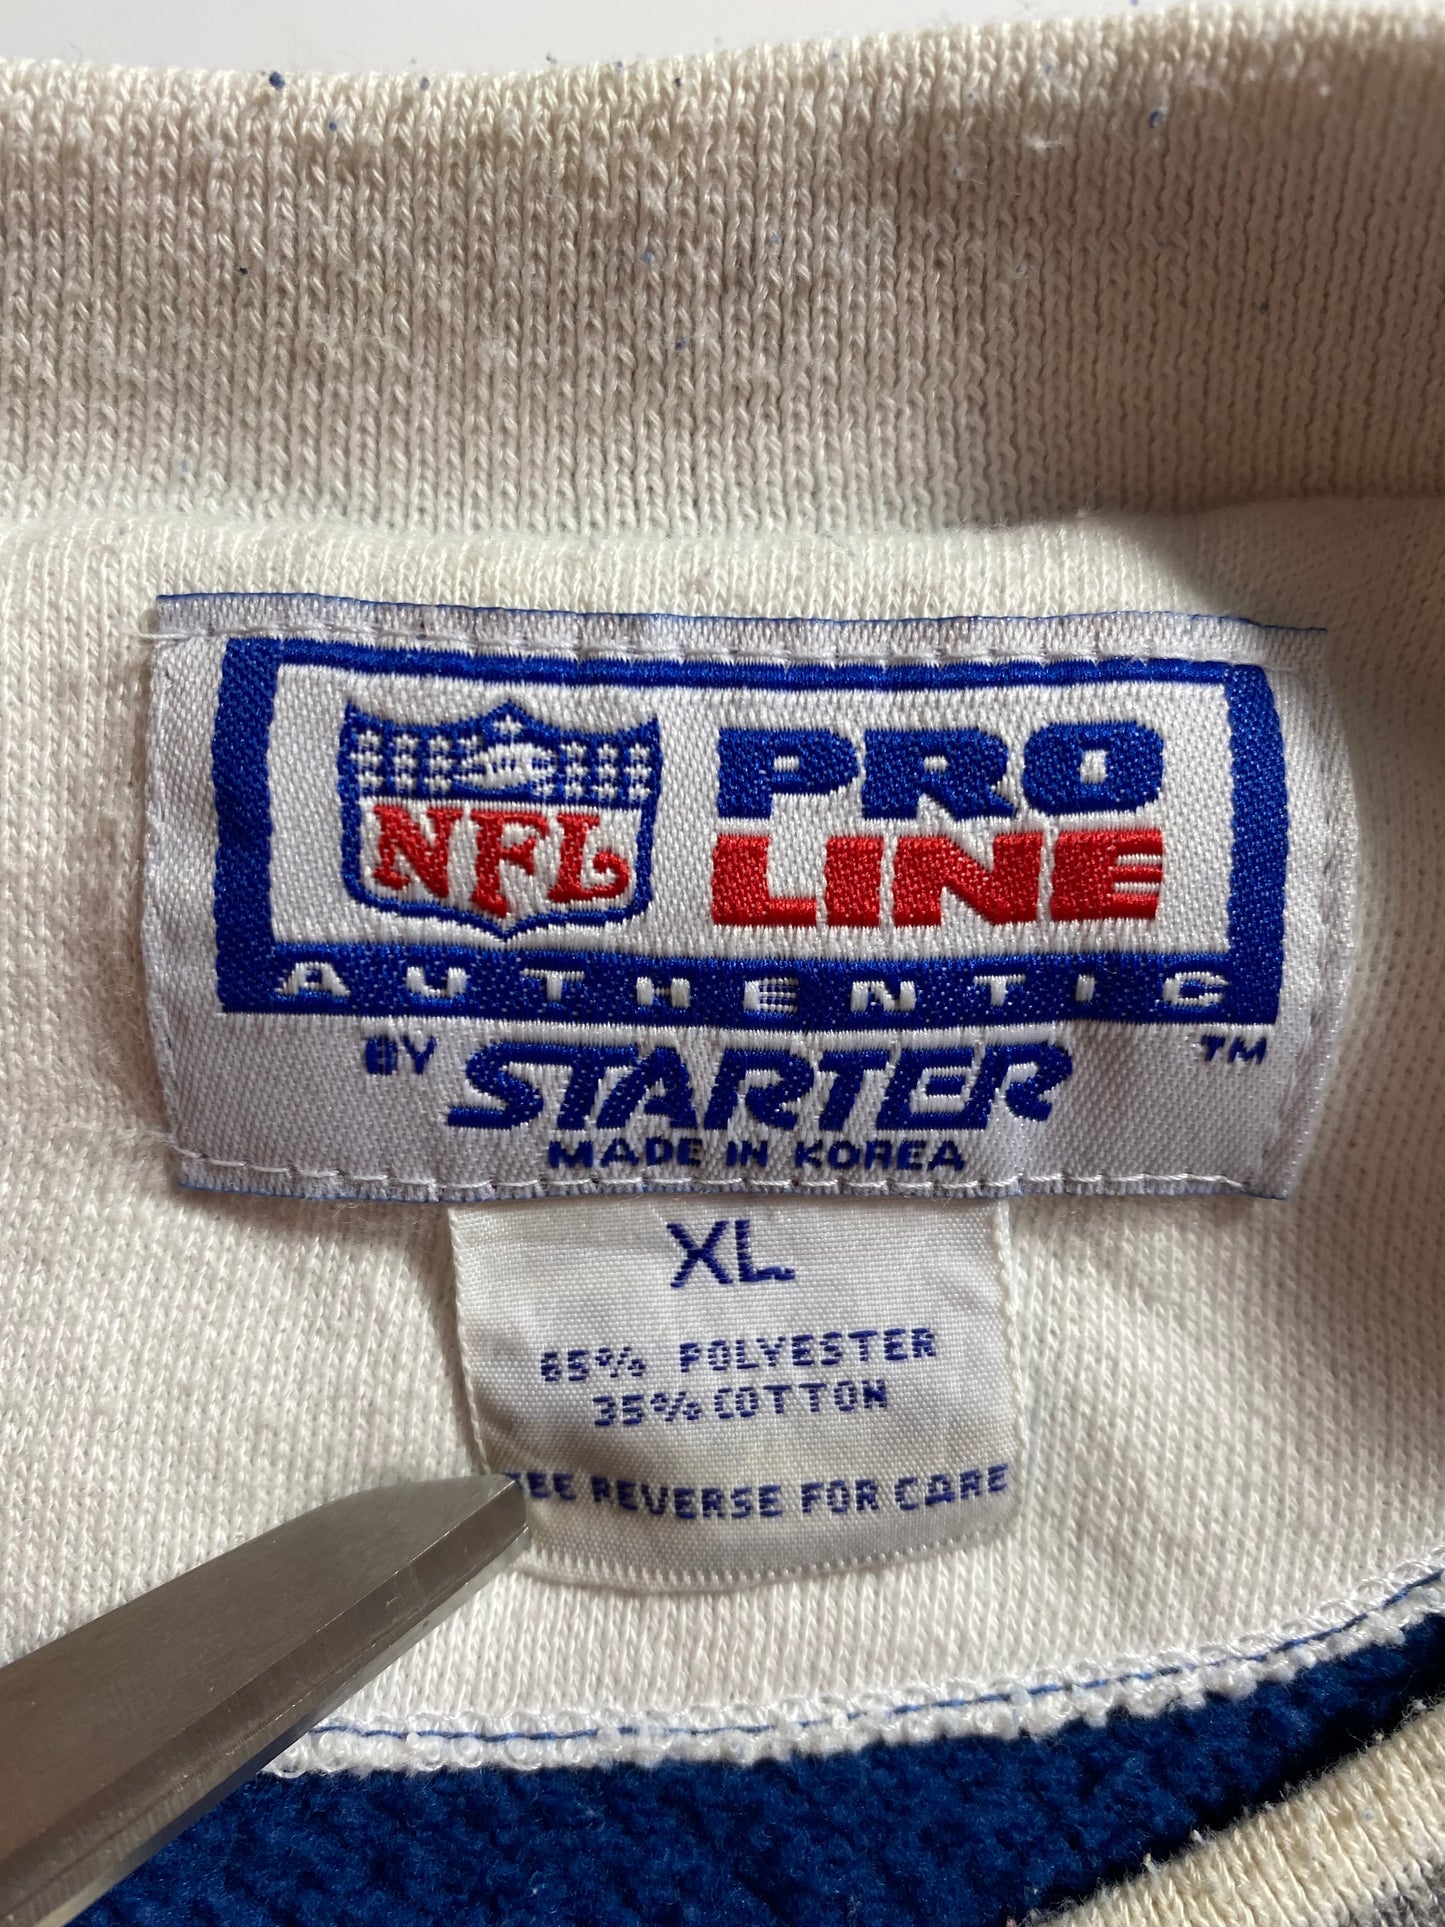 NFL
PRO
LINE
AUTHENTIC
BY STARTER TM
MADE IN KOREA
XL
65% POLYESTER
35% COTTON
SEE REVERSE FOR CARE